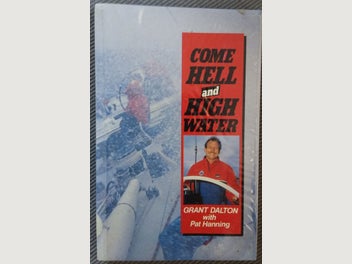 COME
HELL
and
HIGH
WATER
GRANT DALTON
with
Pat Hanning